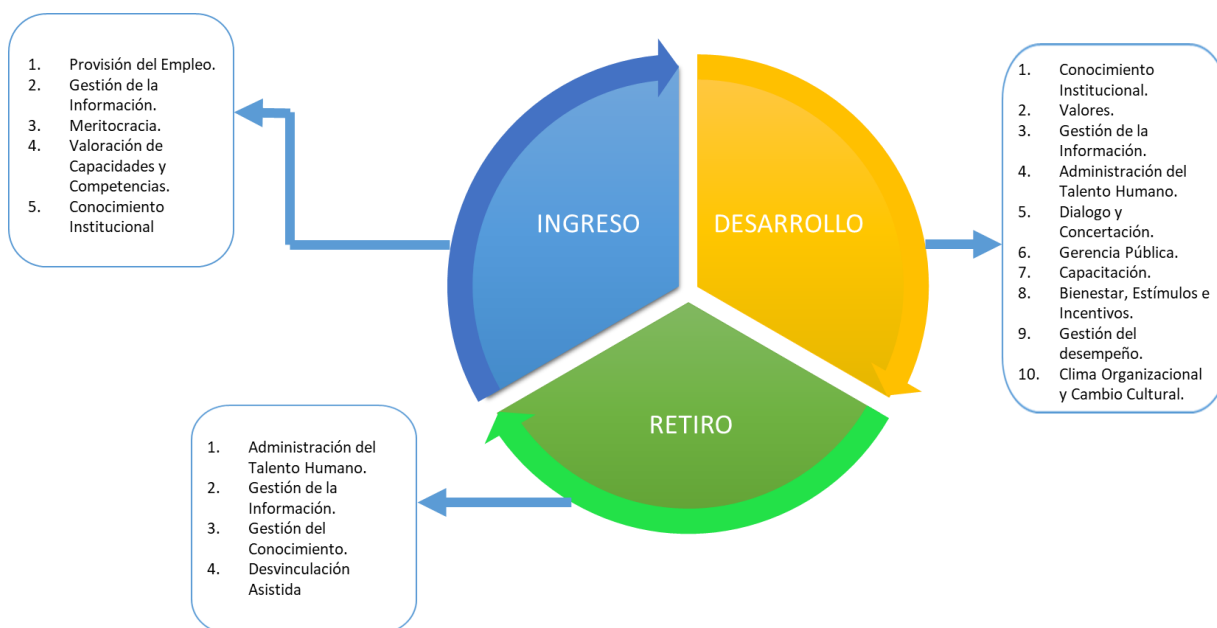 1. Provisión del Empleo.
2. Gestión de la
Información.
3. Meritocracia.
4. Valoración de
Capacidades y
Competencias.
5. Conocimiento
Institucional
INGRESO
DESARROLLO
RETIRO
1. Conocimiento
Institucional.
2. Valores.
3. Gestión de la
Información.
4. Administración del
Talento Humano.
5. Dialogo y
Concertación.
6. Gerencia Pública.
7. Capacitación.
8. Bienestar, Estímulos e
Incentivos.
9. Gestión del
desempeño.
10. Clima Organizacional
y Cambio Cultural.
1. Administración del
Talento Humano.
2. Gestión de la
Información.
3. Gestión del
Conocimiento.
4. Desvinculación
Asistida